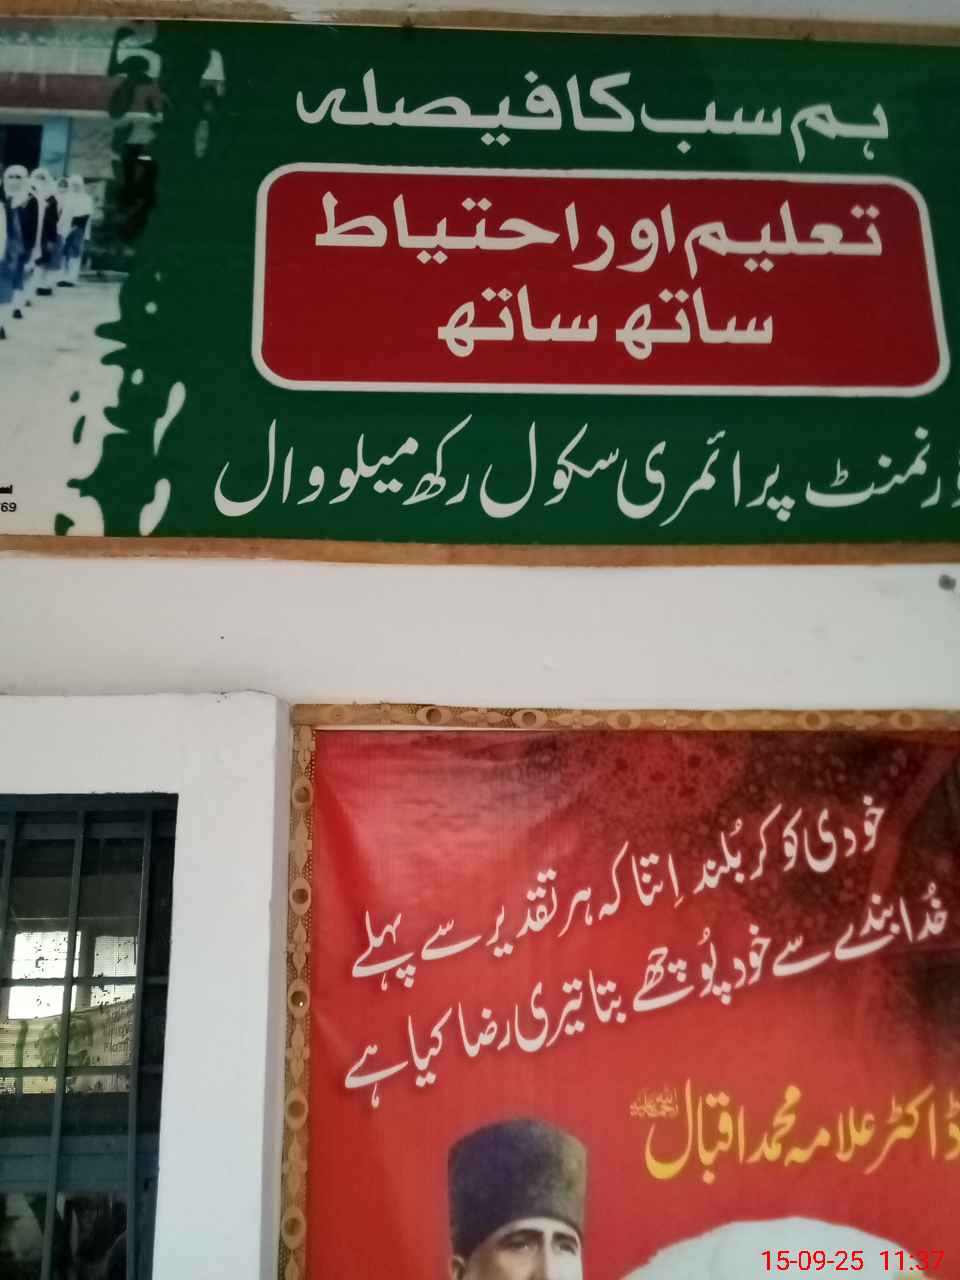 ہم سب کا فیصلہ
تعلیم اور احتیاط
ساتھ ساتھ
پرائمری سکول رکھ میلووال
69
خودی کو کر بُلند اِتنا کہ ہر تقدیر سے پہلے
خُدا بندے سے خود پُوچھے بتا تیری رضا کیا ہے
ڈاکٹر علامہ محمد اقبال
15-09-25 11:37